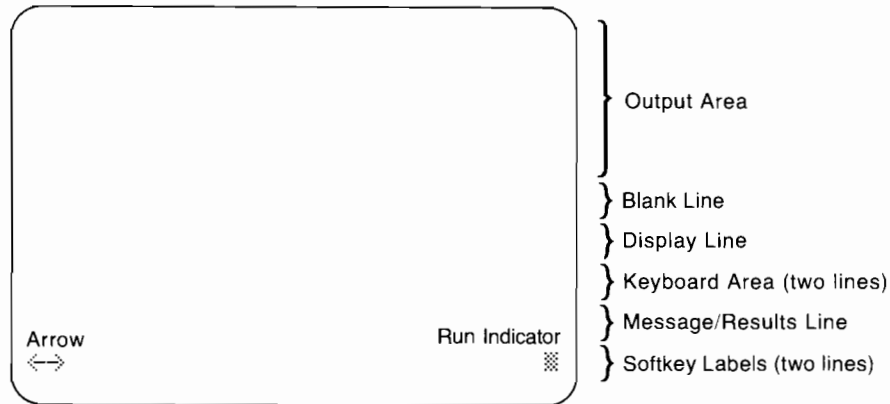 Output Area
Blank Line
Display Line
Keyboard Area (two lines)
Message/Results Line
Arrow
Run Indicator
Softkey Labels (two lines)